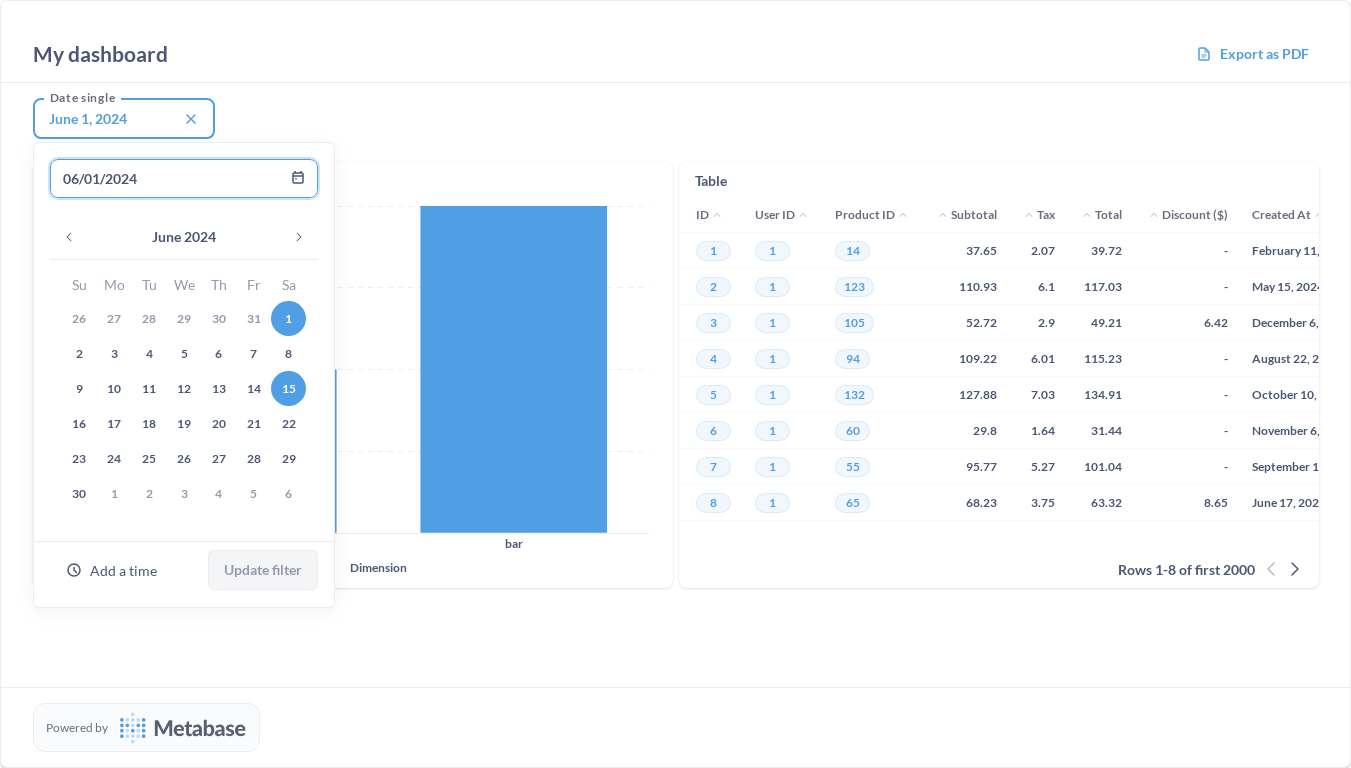 My dashboard
Export as PDF
Date single
June 1, 2024
06/01/2024
June 2024
Su Mo Tu We Th Fr Sa
26 27 28 29 30 31 1
2 3 4 5 6 7 8
9 10 11 12 13 14 15
16 17 18 19 20 21 22
23 24 25 26 27 28 29
30 1 2 3 4 5 6
Add a time
Update filter
bar
Dimension
Table
ID User ID Product ID Subtotal Tax Total Discount ($) Created At
1 1 14 37.65 2.07 39.72 - February 11,
2 1 123 110.93 6.1 117.03 - May 15, 2024
3 1 105 52.72 2.9 49.21 6.42 December 6,
4 1 94 109.22 6.01 115.23 - August 22, 2
5 1 132 127.88 7.03 134.91 - October 10,
6 1 60 29.8 1.64 31.44 - November 6,
7 1 55 95.77 5.27 101.04 - September 1
8 1 65 68.23 3.75 63.32 8.65 June 17, 202
Rows 1-8 of first 2000
Powered by
Metabase